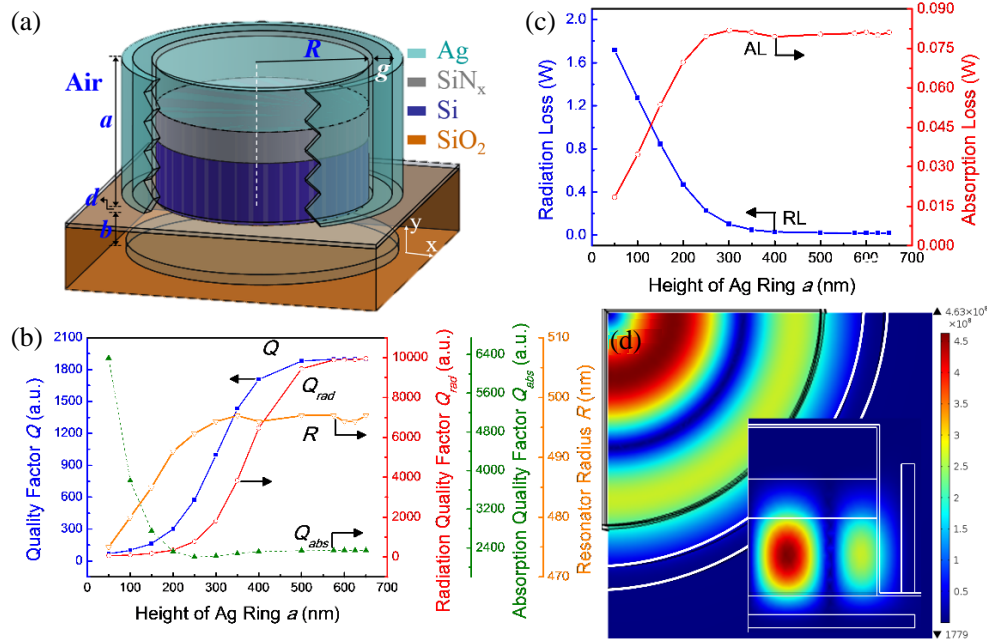 (a)
R
g
Air
a
d
b
y
x
Ag
SiNx
Si
SiO2
(c)
2.0
1.6
1.2
0.8
0.4
0.0
Radiation Loss (W)
0.090
0.075
0.060
0.045
0.030
0.015
0.000
Absorption Loss (W)
AL
RL
0 100 200 300 400 500 600 700
Height of Ag Ring a (nm)
(b)
2100
1800
1500
1200
900
600
300
0
Quality Factor Q (a.u.)
Q
Qrad
R
Qabs
0 100 200 300 400 500 600 700
Height of Ag Ring a (nm)
10000
8000
6000
4000
2000
0
Radiation Quality Factor Qrad (a.u.)
6400
5600
4800
4000
3200
2400
Absorption Quality Factor Qabs (a.u.)
510
500
490
480
470
Resonator Radius R (nm)
(d)
4.63×10⁸
×10⁸
4.5
4
3.5
3
2.5
2
1.5
1
0.5
1779